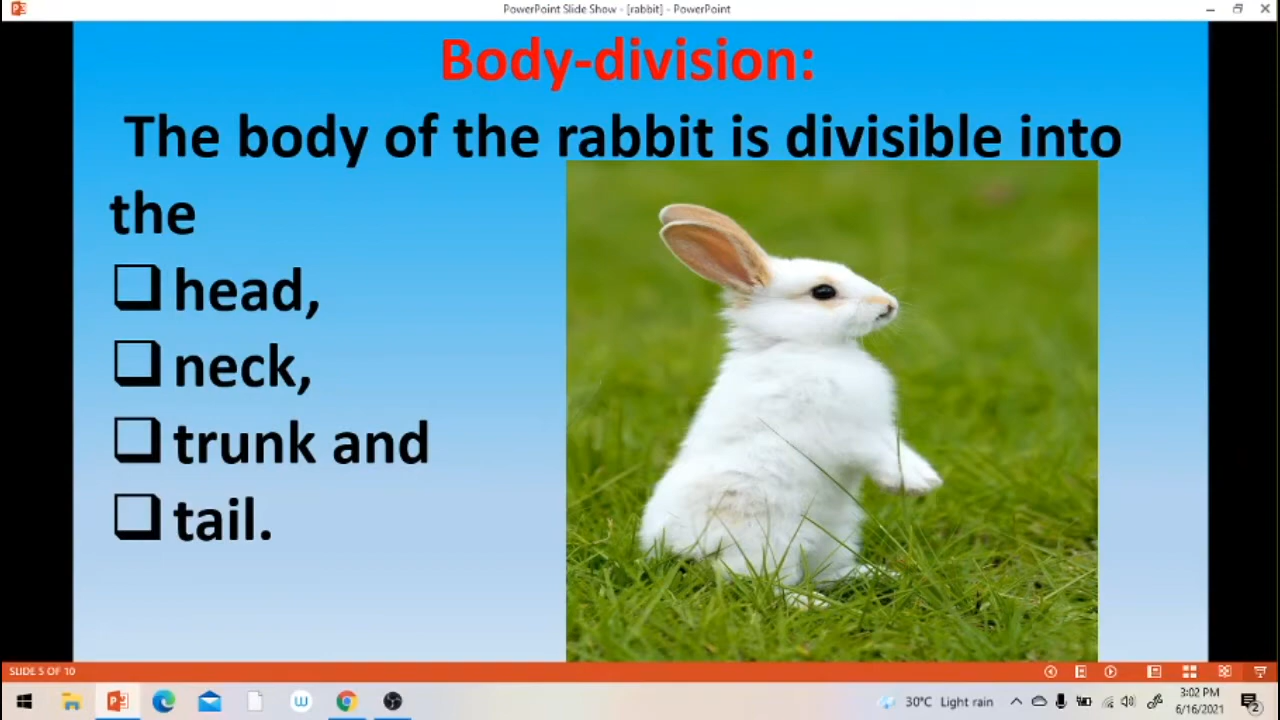 PowerPoint Slide Show - [rabbit] - PowerPoint
Body-division:
The body of the rabbit is divisible into
the
head,
neck,
trunk and
tail.
SLIDE 5 OF 10
30°C Light rain
3:02 PM
6/16/2021
2